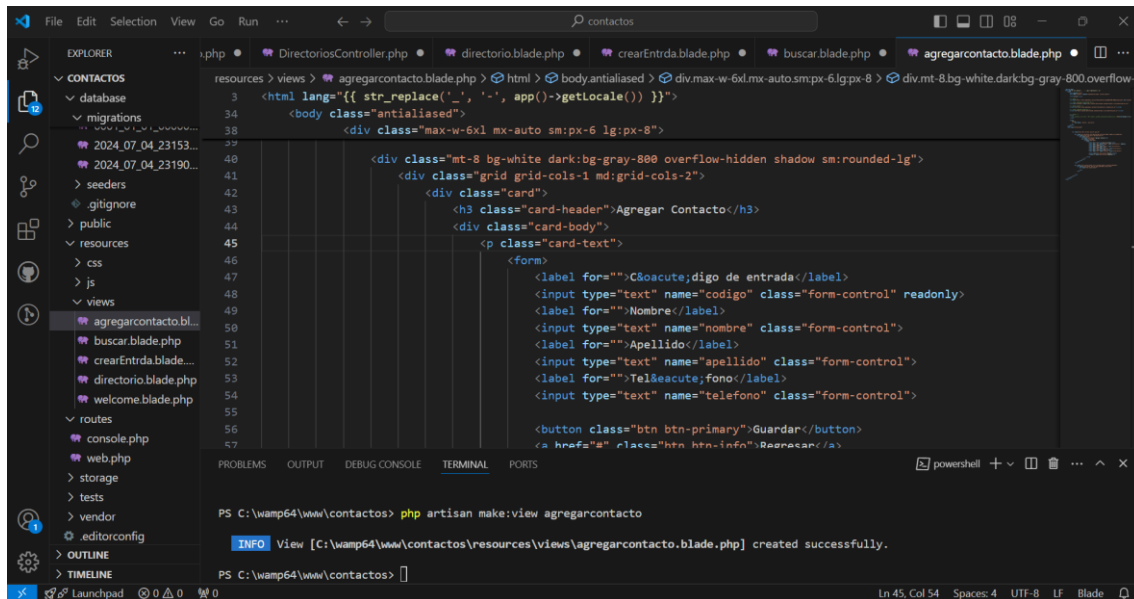 File Edit Selection View Go Run ... contactos
EXPLORER ...
.php DirectoriosController.php directorio.blade.php crearEntrda.blade.php buscar.blade.php agregarcontacto.blade.php ...
CONTACTOS
database
migrations
2024_07_04_23153...
2024_07_04_23190...
seeders
.gitignore
public
resources
css
js
views
agregarcontacto.bl...
buscar.blade.php
crearEntrda.blade....
directorio.blade.php
welcome.blade.php
routes
console.php
web.php
storage
tests
vendor
.editorconfig
OUTLINE
TIMELINE
12
1
resources > views > agregarcontacto.blade.php > html > body.antialiased > div.max-w-6xl.mx-auto.sm:px-6.lg:px-8 > div.mt-8.bg-white.dark:bg-gray-800.overflow-
3 <html lang="{{ str_replace('_', '-', app()->getLocale()) }}">
34 <body class="antialiased">
38 <div class="max-w-6xl mx-auto sm:px-6 lg:px-8">
39
40 <div class="mt-8 bg-white dark:bg-gray-800 overflow-hidden shadow sm:rounded-lg">
41 <div class="grid grid-cols-1 md:grid-cols-2">
42 <div class="card">
43 <h3 class="card-header">Agregar Contacto</h3>
44 <div class="card-body">
45 <p class="card-text">
46 <form>
47 <label for="">C&oacute;digo de entrada</label>
48 <input type="text" name="codigo" class="form-control" readonly>
49 <label for="">Nombre</label>
50 <input type="text" name="nombre" class="form-control">
51 <label for="">Apellido</label>
52 <input type="text" name="apellido" class="form-control">
53 <label for="">Tel&eacute;fono</label>
54 <input type="text" name="telefono" class="form-control">
55
56 <button class="btn btn-primary">Guardar</button>
57 <a href="#" class="btn btn-info">Regresar</a>
PROBLEMS OUTPUT DEBUG CONSOLE TERMINAL PORTS powershell ...
PS C:\wamp64\www\contactos> php artisan make:view agregarcontacto
INFO View [C:\wamp64\www\contactos\resources\views\agregarcontacto.blade.php] created successfully.
PS C:\wamp64\www\contactos>
Launchpad 0 0 0 Ln 45, Col 54 Spaces: 4 UTF-8 LF Blade